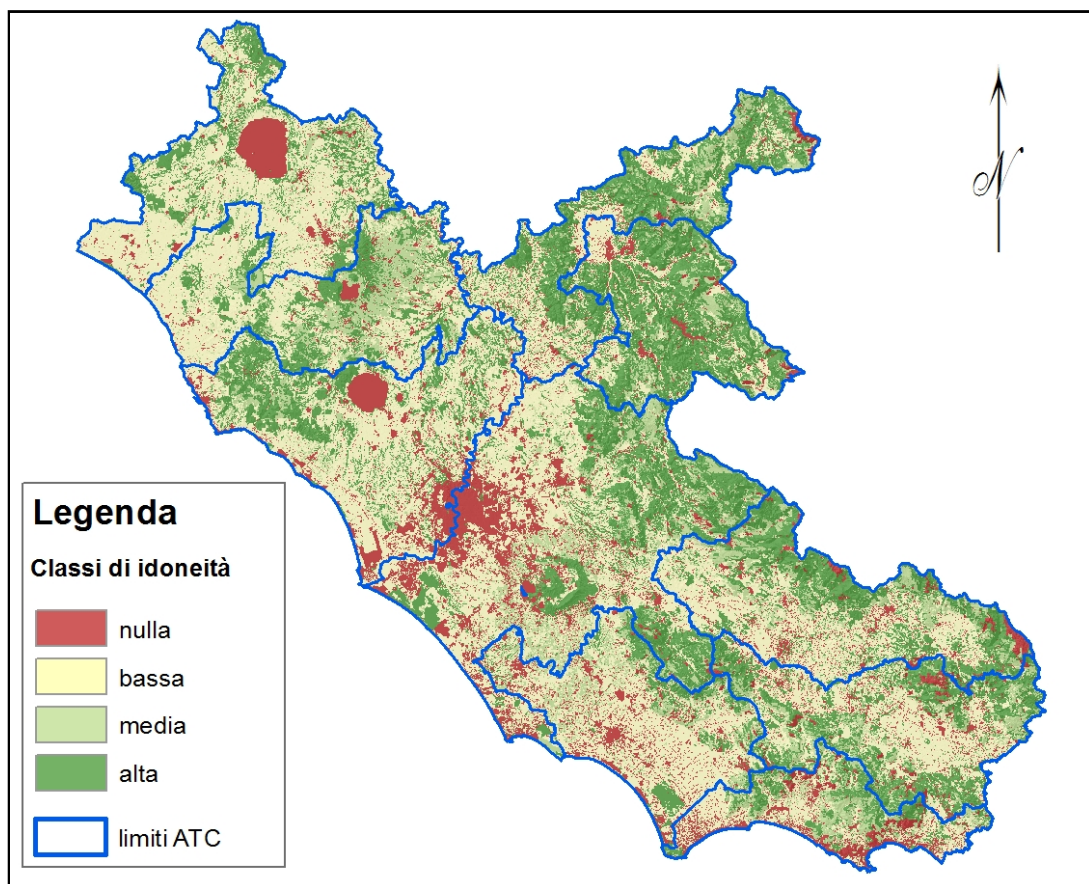 N
Legenda
Classi di idoneità
nulla
bassa
media
alta
limiti ATC